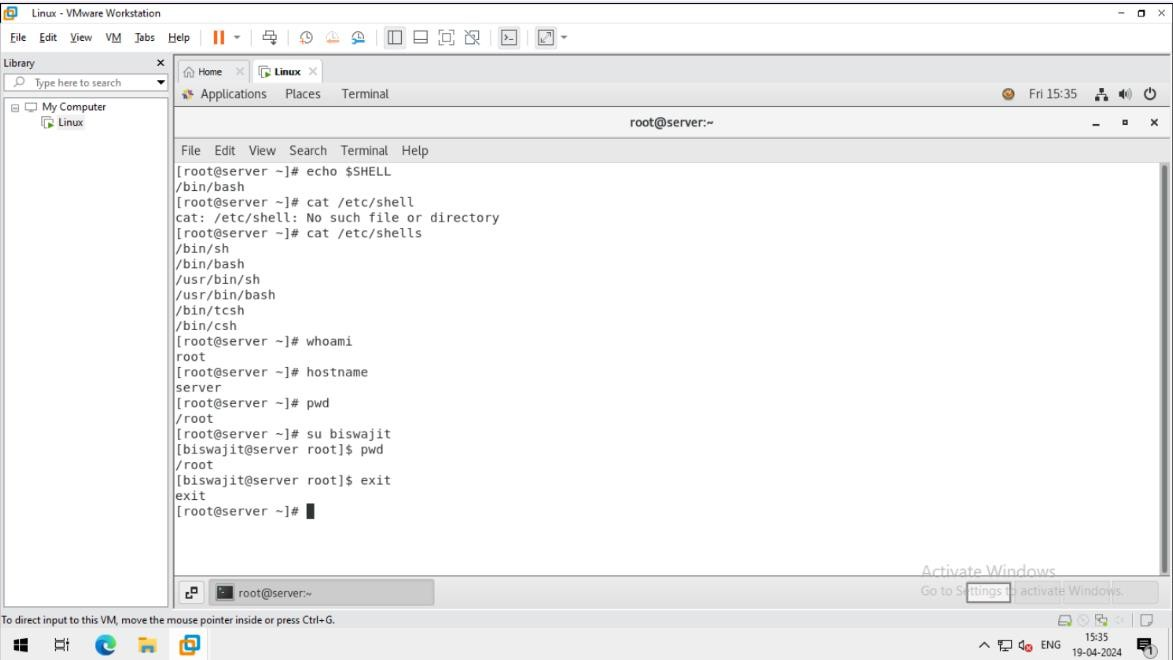 Linux - VMware Workstation
File Edit View VM Tabs Help
Library
Type here to search
My Computer
Linux
Home
Linux
Applications Places Terminal
Fri 15:35
root@server:~
File Edit View Search Terminal Help
[root@server ~]# echo $SHELL
/bin/bash
[root@server ~]# cat /etc/shell
cat: /etc/shell: No such file or directory
[root@server ~]# cat /etc/shells
/bin/sh
/bin/bash
/usr/bin/sh
/usr/bin/bash
/bin/tcsh
/bin/csh
[root@server ~]# whoami
root
[root@server ~]# hostname
server
[root@server ~]# pwd
/root
[root@server ~]# su biswajit
[biswajit@server root]$ pwd
/root
[biswajit@server root]$ exit
exit
[root@server ~]#
Activate Windows
Go to Settings to activate Windows.
root@server:~
To direct input to this VM, move the mouse pointer inside or press Ctrl+G.
ENG
15:35
19-04-2024
1